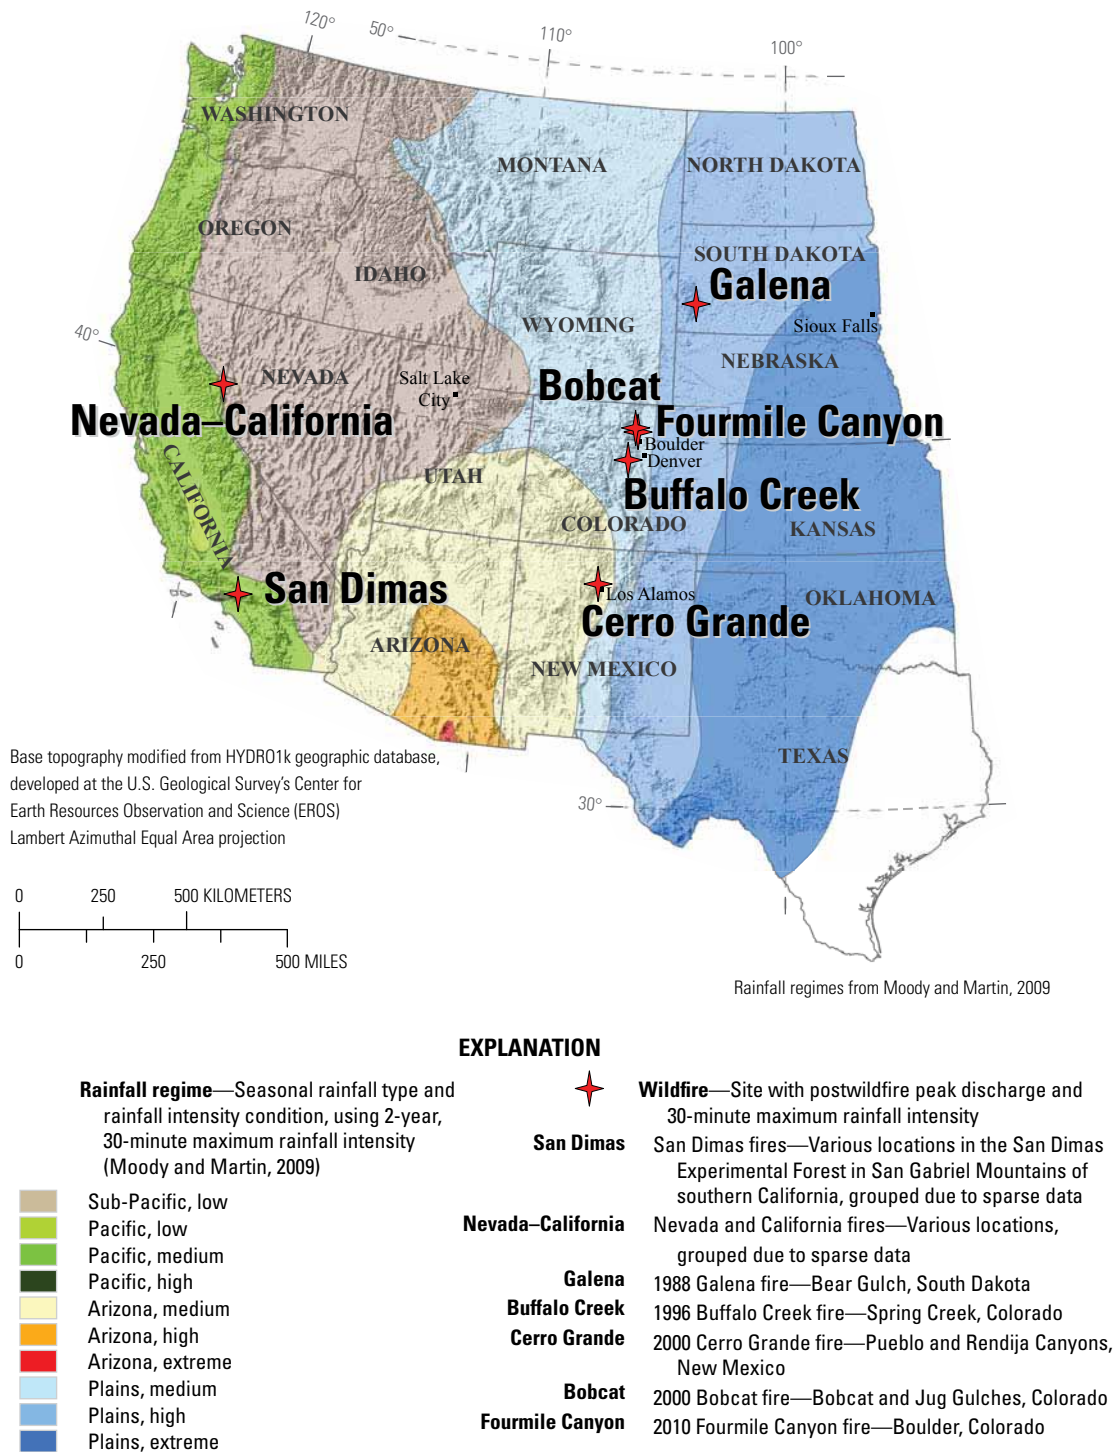 120°
50°
110°
100°
WASHINGTON
MONTANA
NORTH DAKOTA
OREGON
SOUTH DAKOTA
IDAHO
Galena
WYOMING
Sioux Falls
40°
NEBRASKA
NEVADA
Salt Lake
City
Bobcat
Nevada–California
Fourmile Canyon
Boulder
Denver
CALIFORNIA
UTAH
Buffalo Creek
COLORADO
KANSAS
San Dimas
Los Alamos
OKLAHOMA
Cerro Grande
ARIZONA
NEW MEXICO
TEXAS
30°
Base topography modified from HYDRO1k geographic database,
developed at the U.S. Geological Survey's Center for
Earth Resources Observation and Science (EROS)
Lambert Azimuthal Equal Area projection
0 250 500 KILOMETERS
0 250 500 MILES
Rainfall regimes from Moody and Martin, 2009
EXPLANATION
Rainfall regime—Seasonal rainfall type and
rainfall intensity condition, using 2-year,
30-minute maximum rainfall intensity
(Moody and Martin, 2009)
Sub-Pacific, low
Pacific, low
Pacific, medium
Pacific, high
Arizona, medium
Arizona, high
Arizona, extreme
Plains, medium
Plains, high
Plains, extreme
Wildfire—Site with postwildfire peak discharge and
30-minute maximum rainfall intensity
San Dimas San Dimas fires—Various locations in the San Dimas
Experimental Forest in San Gabriel Mountains of
southern California, grouped due to sparse data
Nevada–California Nevada and California fires—Various locations,
grouped due to sparse data
Galena 1988 Galena fire—Bear Gulch, South Dakota
Buffalo Creek 1996 Buffalo Creek fire—Spring Creek, Colorado
Cerro Grande 2000 Cerro Grande fire—Pueblo and Rendija Canyons,
New Mexico
Bobcat 2000 Bobcat fire—Bobcat and Jug Gulches, Colorado
Fourmile Canyon 2010 Fourmile Canyon fire—Boulder, Colorado